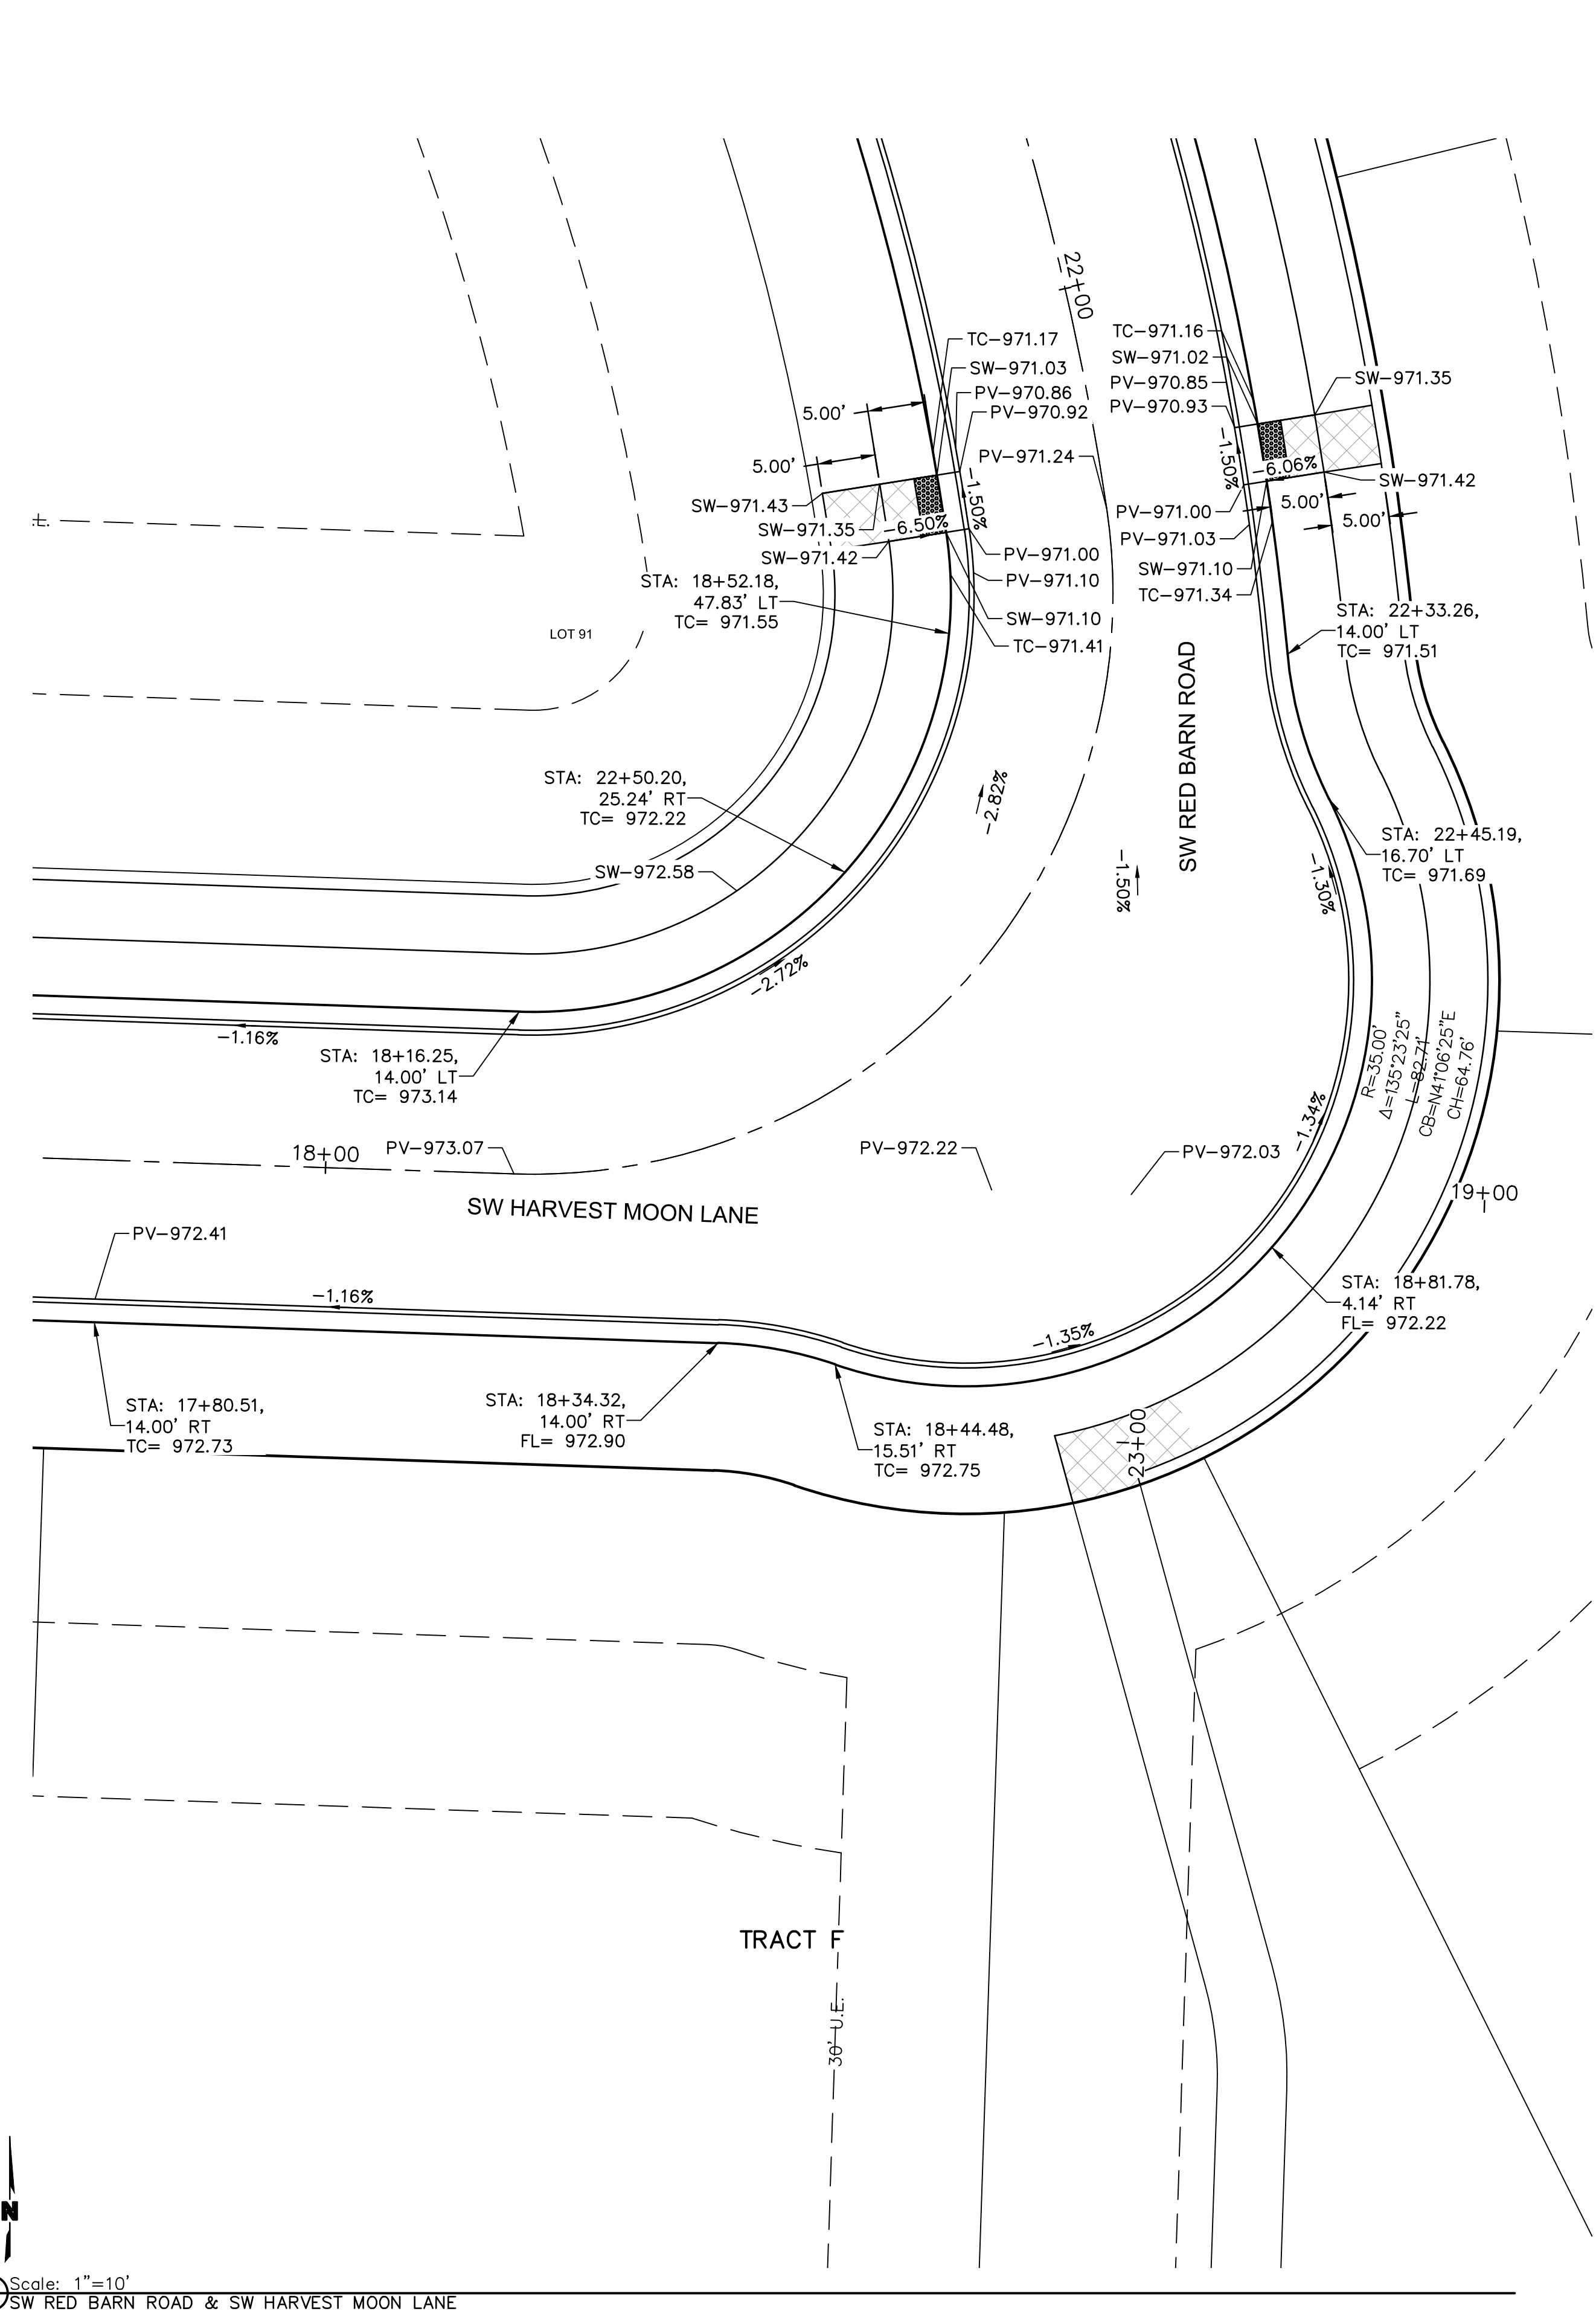 22+00
TC-971.17
SW-971.03
PV-970.86
PV-970.92
PV-971.24
TC-971.16
SW-971.02
PV-970.85
PV-970.93
SW-971.35
5.00'
5.00'
-1.50%
-1.50%
-6.06%
SW-971.42
SW-971.43
SW-971.35
-6.50%
SW-971.42
5.00'
5.00'
PV-971.00
PV-971.03
SW-971.10
TC-971.34
PV-971.00
PV-971.10
SW-971.10
TC-971.41
STA: 18+52.18,
47.83' LT
TC= 971.55
LOT 91
STA: 22+33.26,
14.00' LT
TC= 971.51
SW RED BARN ROAD
STA: 22+50.20,
25.24' RT
TC= 972.22
-2.82%
-1.50%
-1.30%
STA: 22+45.19,
16.70' LT
TC= 971.69
SW-972.58
-2.72%
-1.16%
STA: 18+16.25,
14.00' LT
TC= 973.14
R=35.00'
Δ=135°23'25"
L=82.71'
CB=N41°06'25"E
CH=64.76'
-1.34%
18+00
PV-973.07
PV-972.22
PV-972.03
19+00
SW HARVEST MOON LANE
PV-972.41
-1.16%
-1.35%
STA: 18+81.78,
4.14' RT
FL= 972.22
STA: 17+80.51,
14.00' RT
TC= 972.73
STA: 18+34.32,
14.00' RT
FL= 972.90
STA: 18+44.48,
15.51' RT
TC= 972.75
23+00
TRACT F
30' U.E.
N
Scale: 1"=10'
SW RED BARN ROAD & SW HARVEST MOON LANE